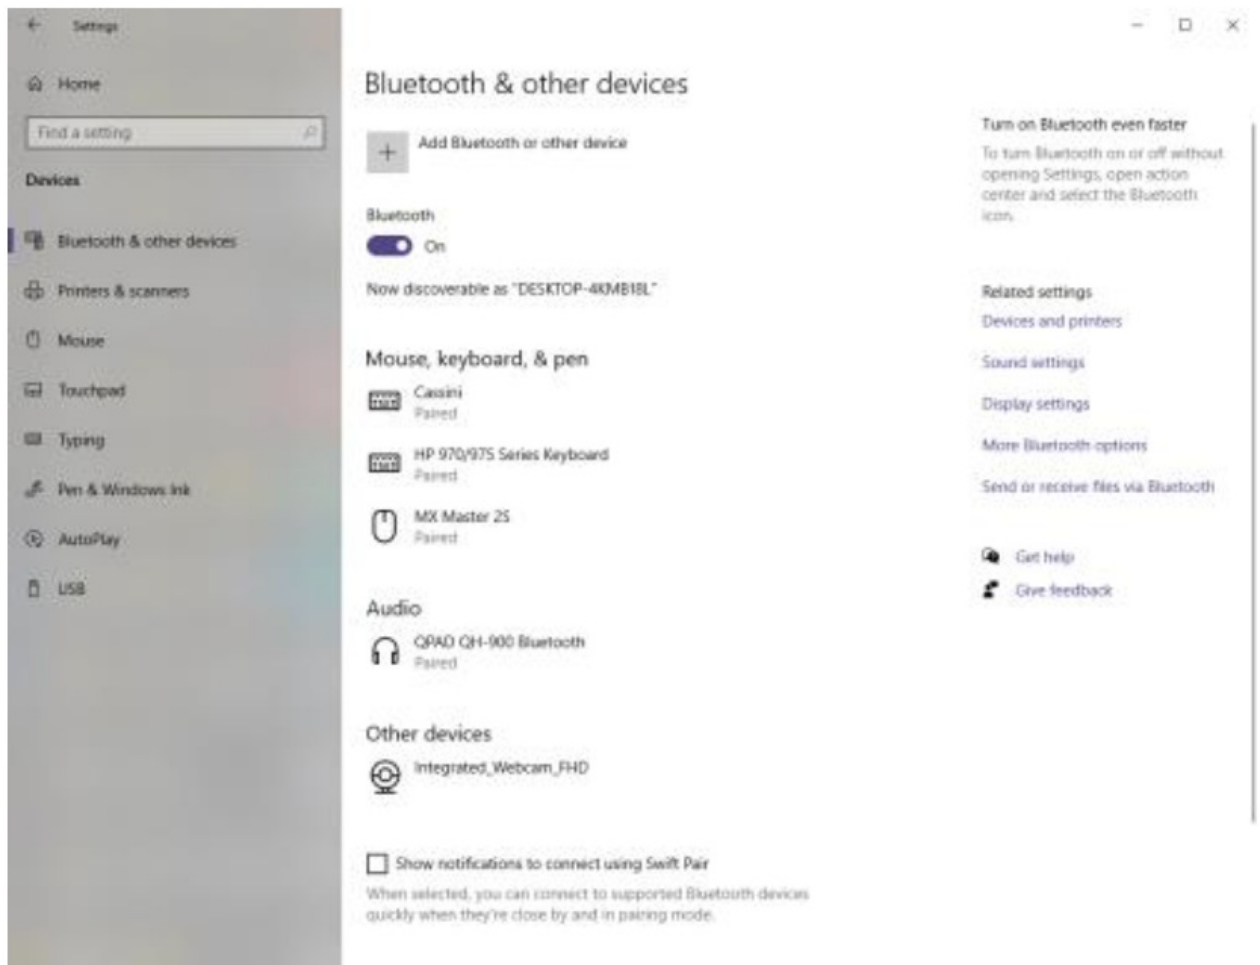 Settings
Home
Find a setting
Devices
Bluetooth & other devices
Printers & scanners
Mouse
Touchpad
Typing
Pen & Windows Ink
AutoPlay
USB
Bluetooth & other devices
Add Bluetooth or other device
Bluetooth
On
Now discoverable as "DESKTOP-4KMB18L"
Mouse, keyboard, & pen
Cassini
Paired
HP 970/975 Series Keyboard
Paired
MX Master 2S
Paired
Audio
QPAD QH-900 Bluetooth
Paired
Other devices
Integrated_Webcam_FHD
Show notifications to connect using Swift Pair
When selected, you can connect to supported Bluetooth devices
quickly when they're close by and in pairing mode.
Turn on Bluetooth even faster
To turn Bluetooth on or off without
opening Settings, open action
center and select the Bluetooth
icon.
Related settings
Devices and printers
Sound settings
Display settings
More Bluetooth options
Send or receive files via Bluetooth
Get help
Give feedback